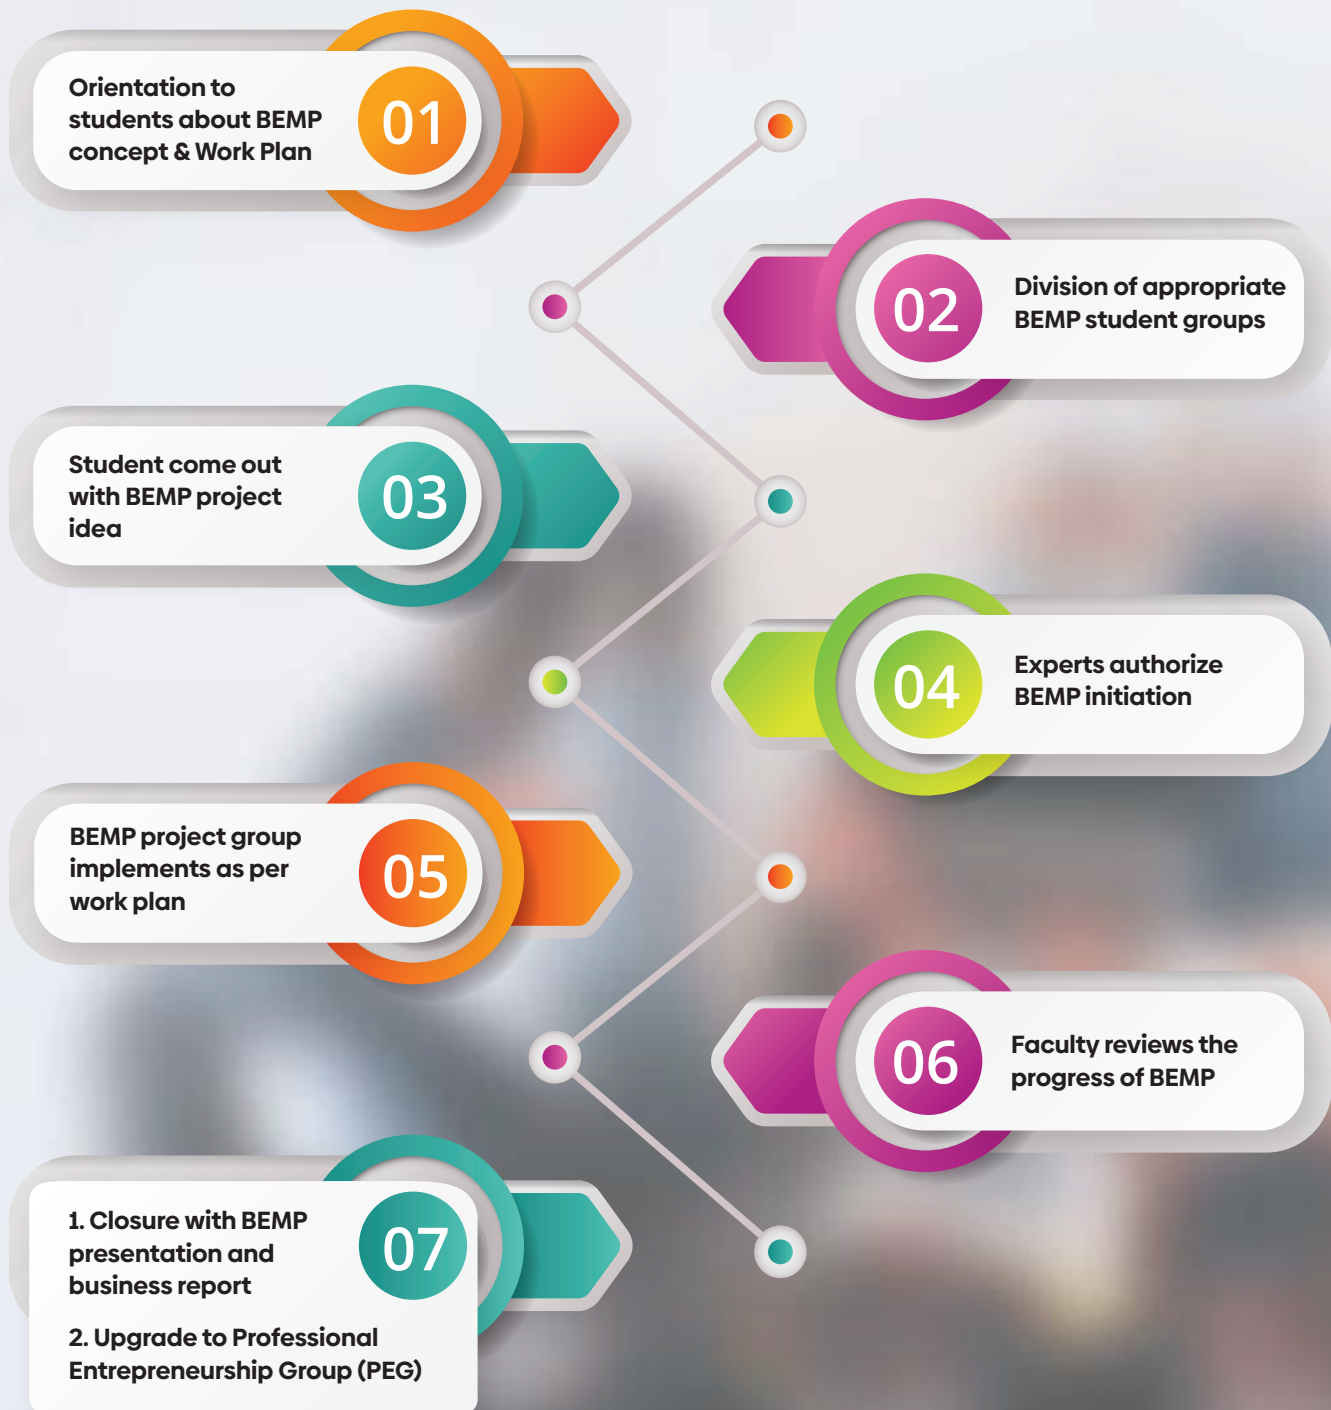 Orientation to
students about BEMP
concept & Work Plan
01
02
Division of appropriate
BEMP student groups
Student come out
with BEMP project
idea
03
04
Experts authorize
BEMP initiation
BEMP project group
implements as per
work plan
05
06
Faculty reviews the
progress of BEMP
1. Closure with BEMP
presentation and
business report
07
2. Upgrade to Professional
Entrepreneurship Group (PEG)